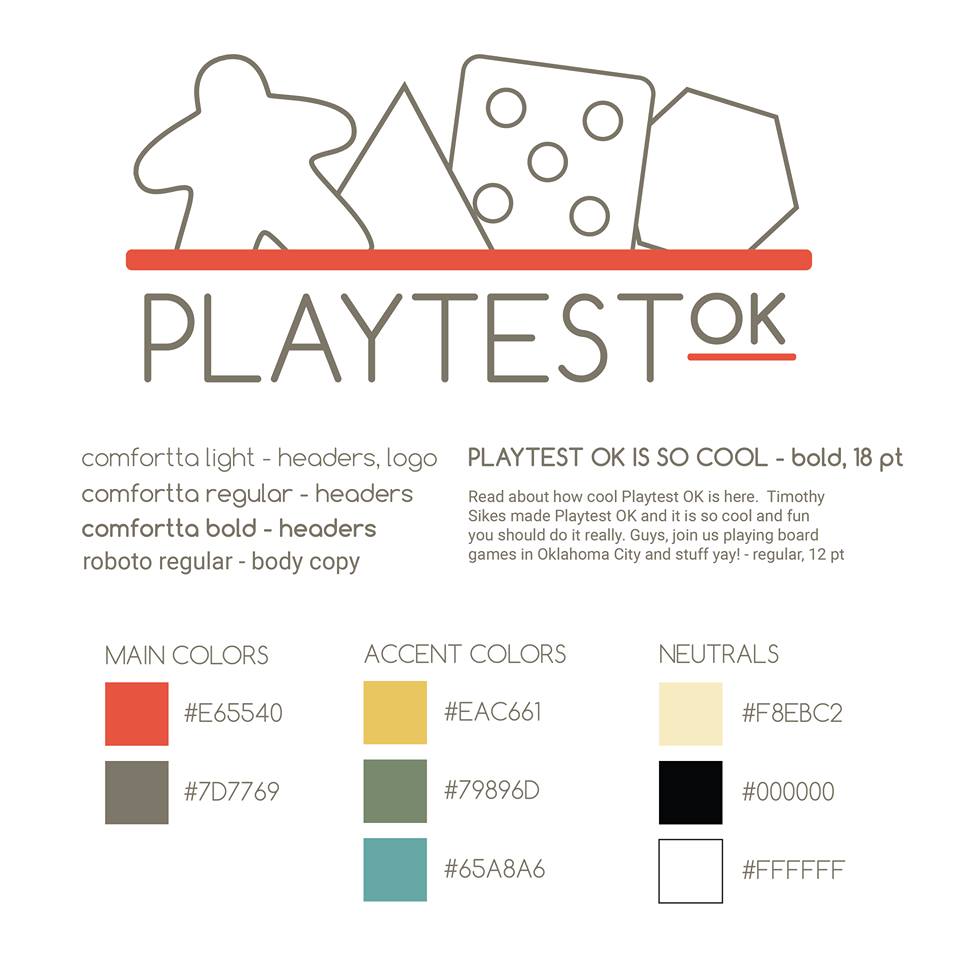 PLAYTEST OK
comfortta light - headers, logo
comfortta regular - headers
comfortta bold - headers
roboto regular - body copy
PLAYTEST OK IS SO COOL - bold, 18 pt
Read about how cool Playtest OK is here.  Timothy
Sikes made Playtest OK and it is so cool and fun
you should do it really. Guys, join us playing board
games in Oklahoma City and stuff yay! - regular, 12 pt
MAIN COLORS
#E65540
#7D7769
ACCENT COLORS
#EAC661
#79896D
#65A8A6
NEUTRALS
#F8EBC2
#000000
#FFFFFF